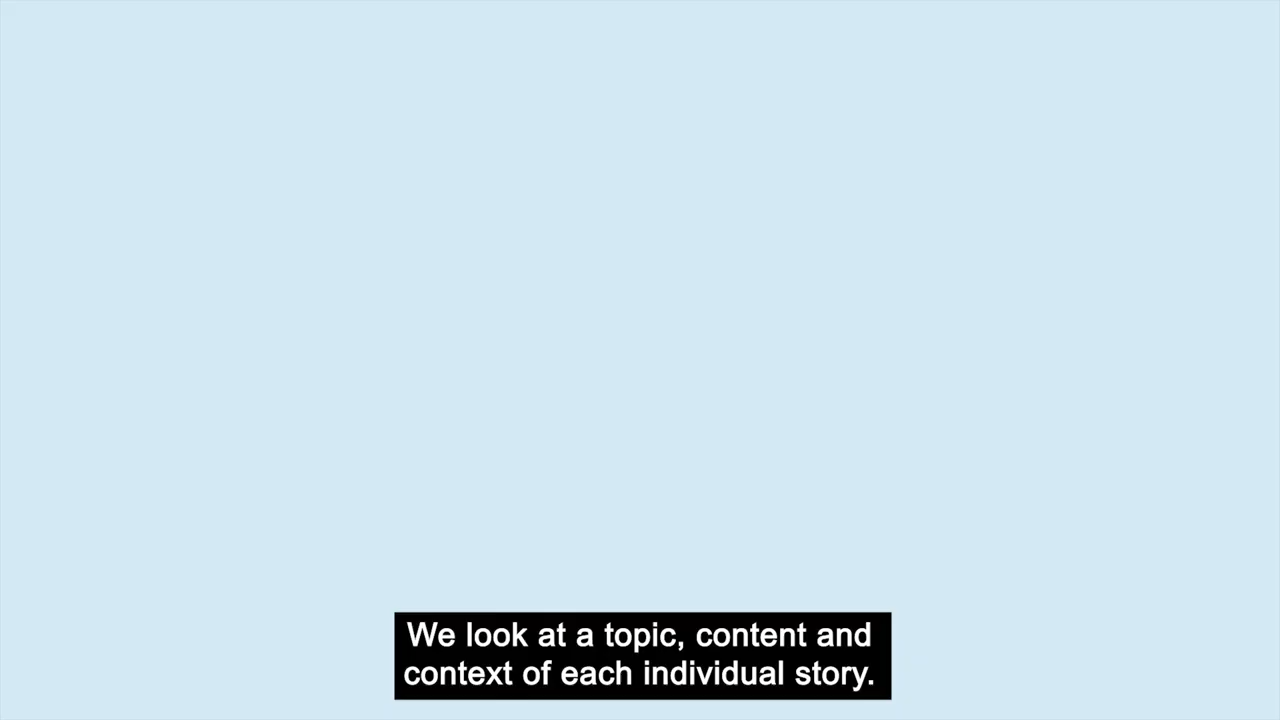 We look at a topic, content and
context of each individual story.